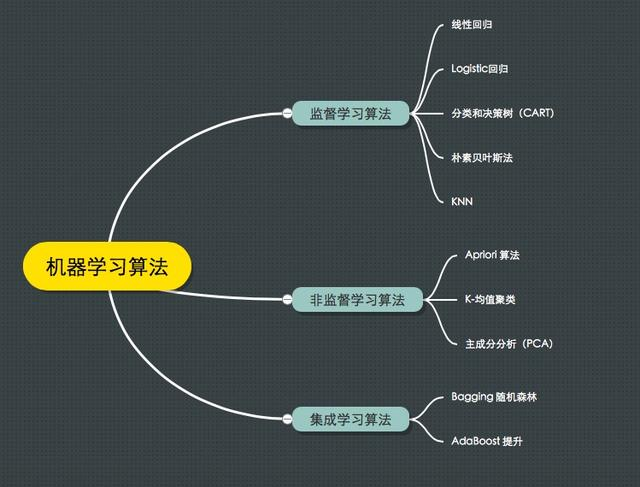 机器学习算法
监督学习算法
线性回归
Logistic回归
分类和决策树（CART）
朴素贝叶斯法
KNN
非监督学习算法
Apriori 算法
K-均值聚类
主成分分析（PCA）
集成学习算法
Bagging 随机森林
AdaBoost 提升